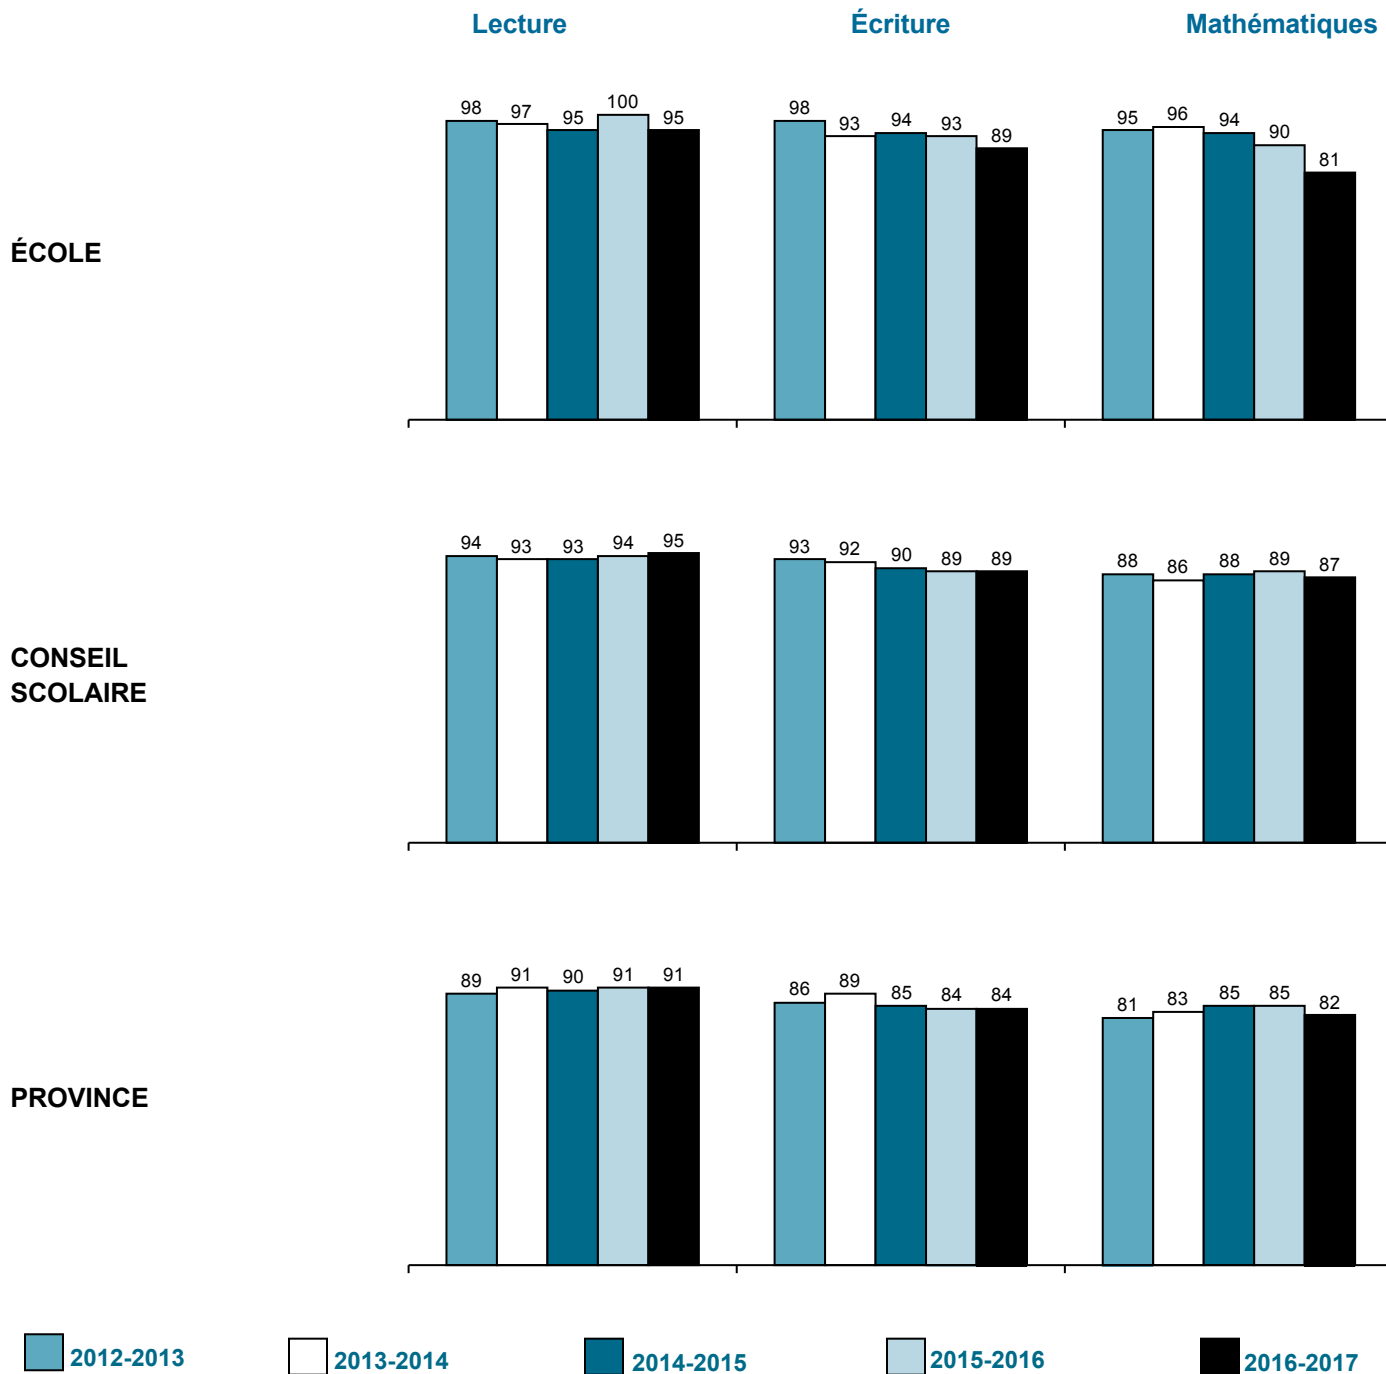 Lecture Écriture Mathématiques
98 97 95 100 95 98 93 94 93 89 95 96 94 90 81
ÉCOLE
94 93 93 94 95 93 92 90 89 89 88 86 88 89 87
CONSEIL
SCOLAIRE
89 91 90 91 91 86 89 85 84 84 81 83 85 85 82
PROVINCE
2012-2013 2013-2014 2014-2015 2015-2016 2016-2017